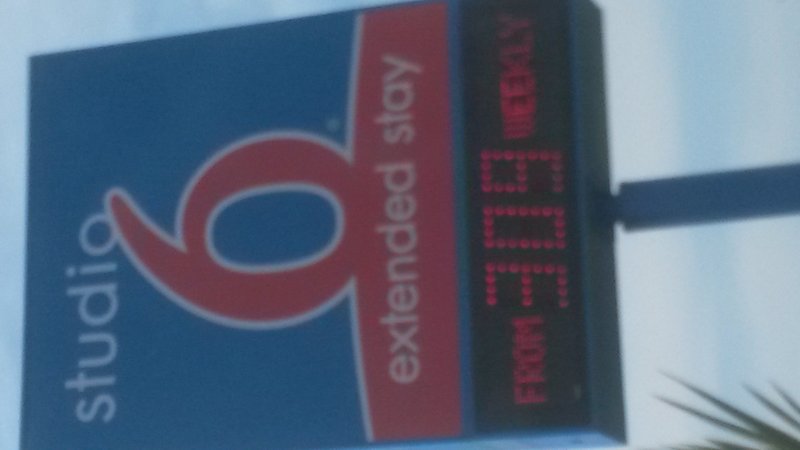 studio
6
extended stay
FROM WEEKLY